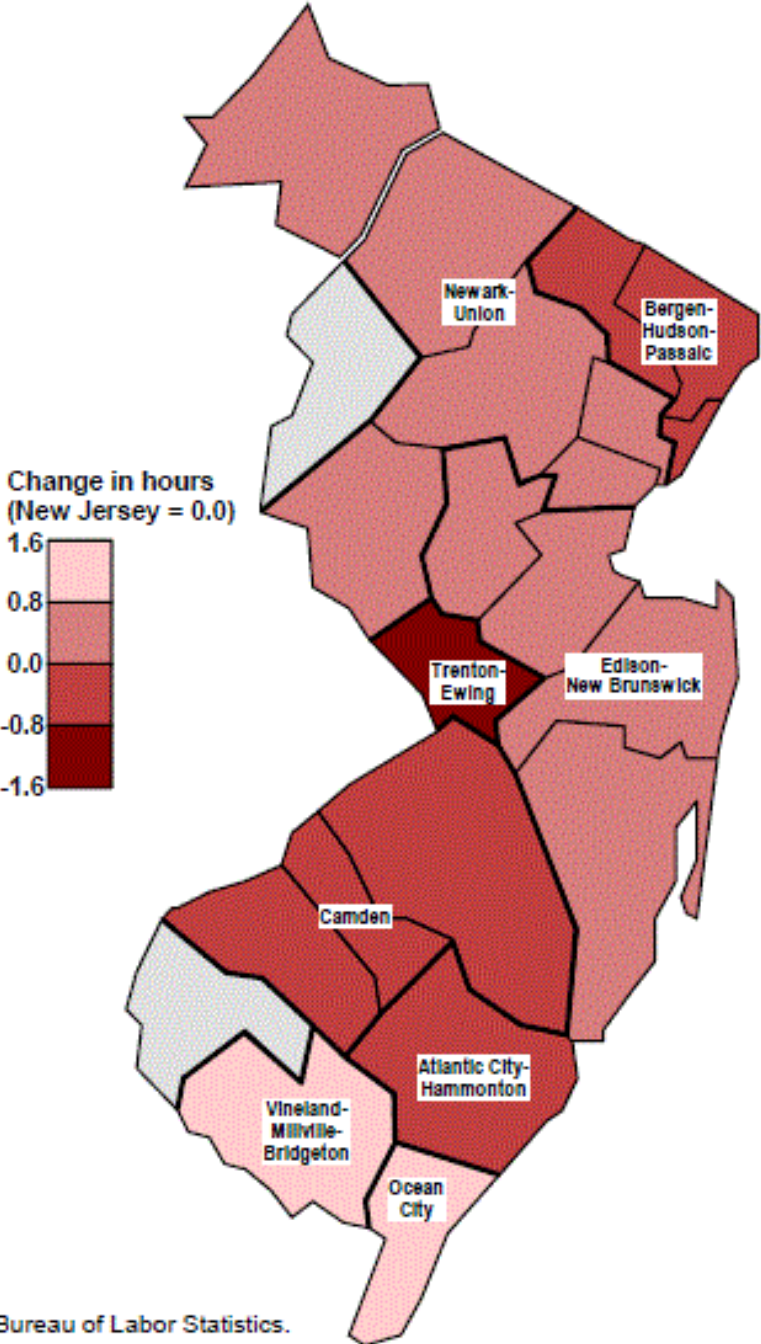 Newark-
Union
Bergen-
Hudson-
Passaic
Change in hours
(New Jersey = 0.0)
1.6
0.8
0.0
-0.8
-1.6
Trenton-
Ewing
Edison-
New Brunswick
Camden
Atlantic City-
Hammonton
Vineland-
Millville-
Bridgeton
Ocean
City
Bureau of Labor Statistics.